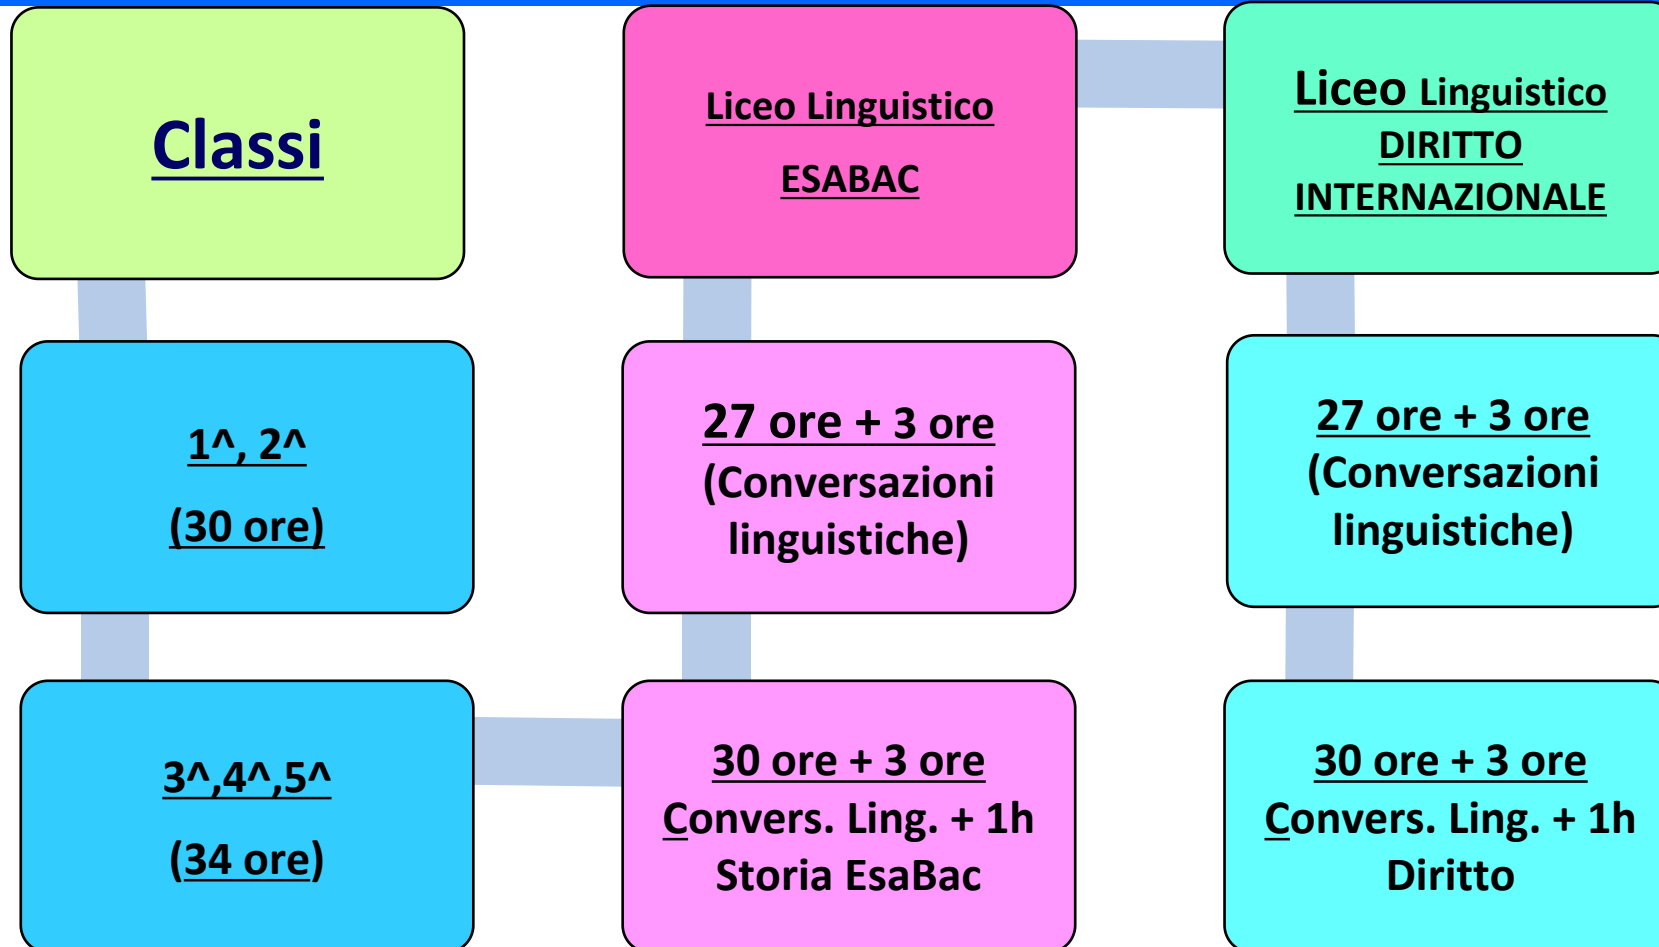 Classi
1^, 2^
(30 ore)
3^,4^,5^
(34 ore)
Liceo Linguistico
ESABAC
27 ore + 3 ore
(Conversazioni
linguistiche)
30 ore + 3 ore
Convers. Ling. + 1h
Storia EsaBac
Liceo Linguistico
DIRITTO
INTERNAZIONALE
27 ore + 3 ore
(Conversazioni
linguistiche)
30 ore + 3 ore
Convers. Ling. + 1h
Diritto